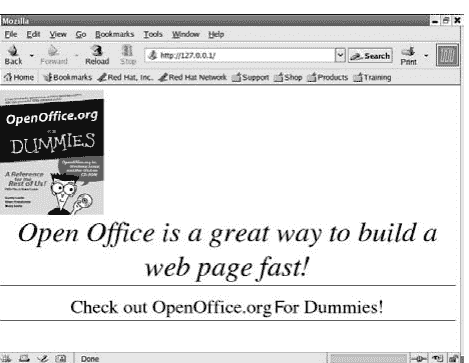 Mozilla
File Edit View Go Bookmarks Tools Window Help
Back Forward Reload Stop http://127.0.0.1/ Search Print
Home Bookmarks Red Hat, Inc. Red Hat Network Support Shop Products Training
OpenOffice.org
FOR
DUMMIES
A Reference
for the
Rest of Us!
Open Office is a great way to build a
web page fast!
Check out OpenOffice.org For Dummies!
Done